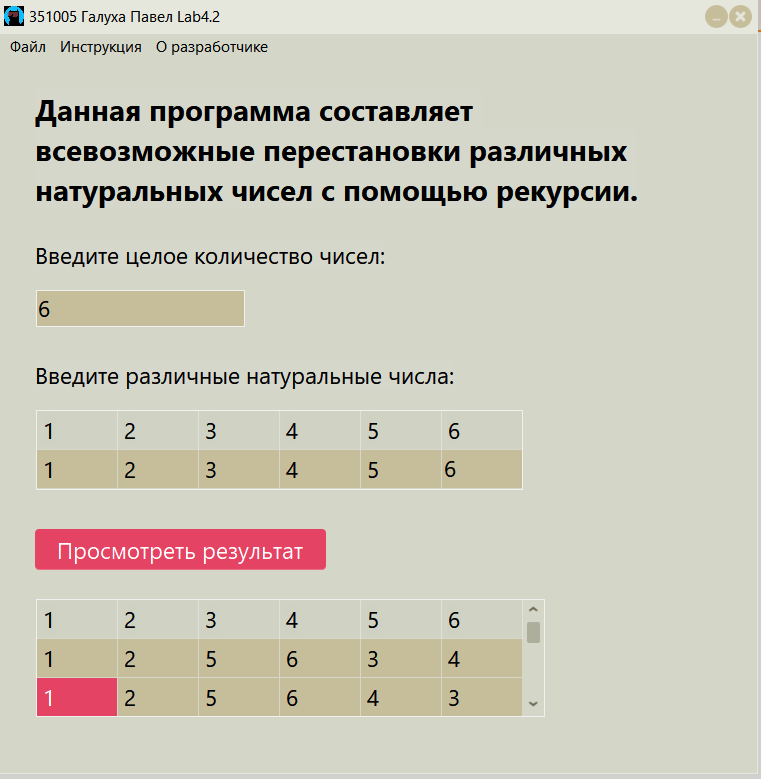 351005 Галуха Павел Lab4.2
Файл Инструкция О разработчике
Данная программа составляет
всевозможные перестановки различных
натуральных чисел с помощью рекурсии.
Введите целое количество чисел:
6
Введите различные натуральные числа:
1 2 3 4 5 6
1 2 3 4 5 6
Просмотреть результат
1 2 3 4 5 6
1 2 5 6 3 4
1 2 5 6 4 3